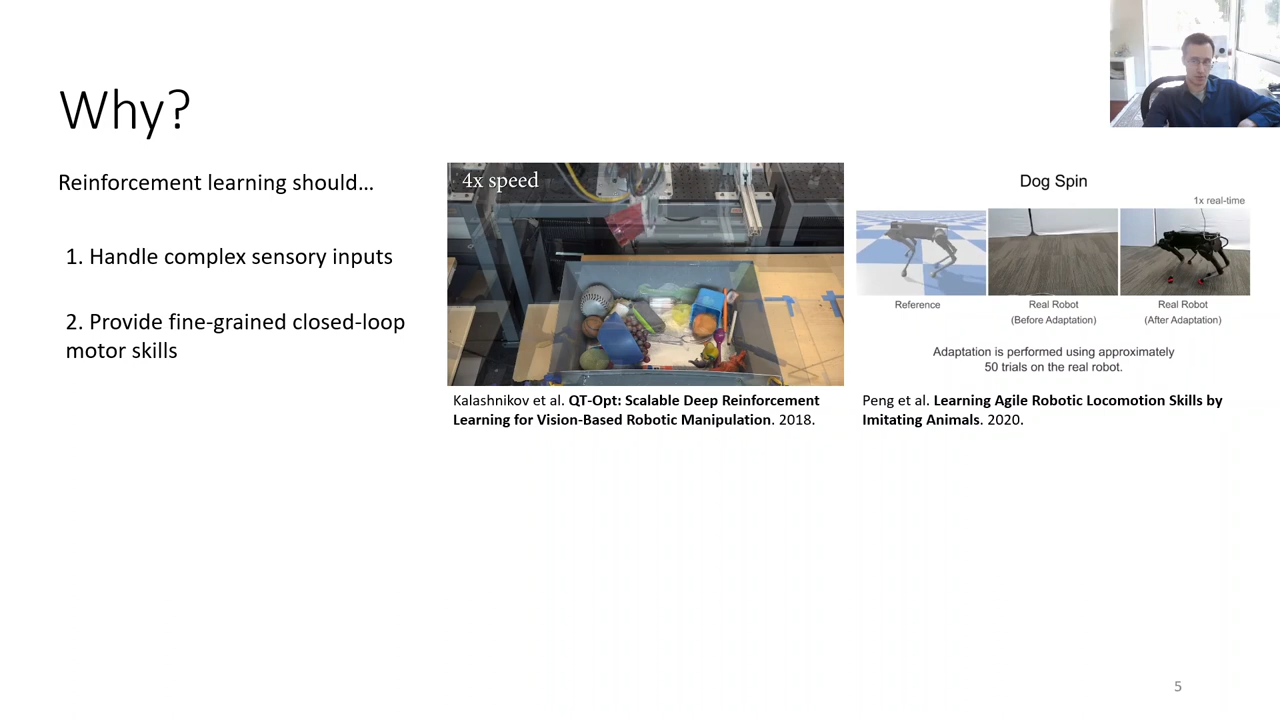 Why?
Reinforcement learning should...
1. Handle complex sensory inputs
2. Provide fine-grained closed-loop
motor skills
4x speed
Kalashnikov et al. QT-Opt: Scalable Deep Reinforcement
Learning for Vision-Based Robotic Manipulation. 2018.
Dog Spin
1x real-time
Reference
Real Robot
(Before Adaptation)
Real Robot
(After Adaptation)
Adaptation is performed using approximately
50 trials on the real robot.
Peng et al. Learning Agile Robotic Locomotion Skills by
Imitating Animals. 2020.
5